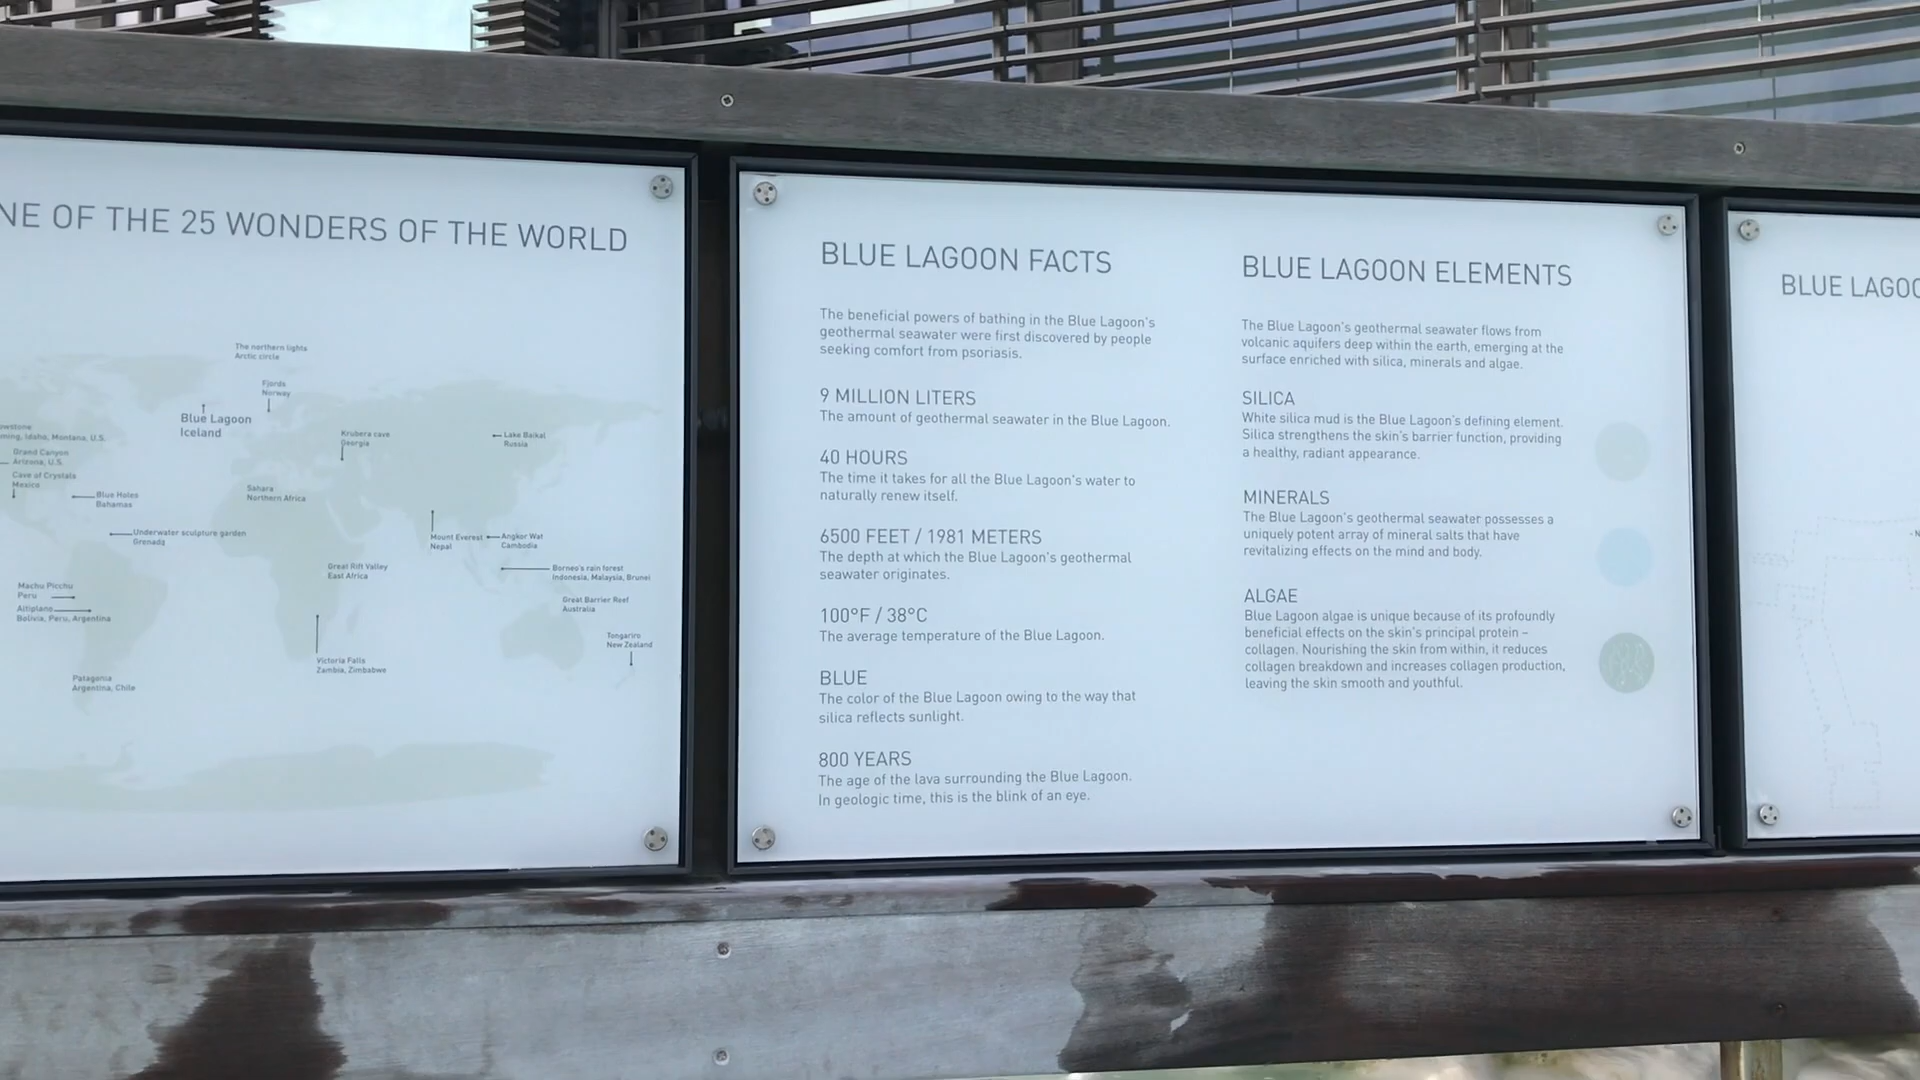 NE OF THE 25 WONDERS OF THE WORLD
The northern lights
Arctic circle
Fjords
Norway
Blue Lagoon
Iceland
Krubera cave
Georgia
Lake Baikal
Russia
owstone
ming, Idaho, Montana, U.S.
Grand Canyon
Arizona, U.S.
Cave of Crystals
Mexico
Blue Holes
Bahamas
Sahara
Northern Africa
Underwater sculpture garden
Grenada
Mount Everest
Nepal
Angkor Wat
Cambodia
Great Rift Valley
East Africa
Borneo's rain forest
Indonesia, Malaysia, Brunei
Machu Picchu
Peru
Altiplano
Bolivia, Peru, Argentina
Great Barrier Reef
Australia
Tongariro
New Zealand
Victoria Falls
Zambia, Zimbabwe
Patagonia
Argentina, Chile
BLUE LAGOON FACTS
The beneficial powers of bathing in the Blue Lagoon's
geothermal seawater were first discovered by people
seeking comfort from psoriasis.
9 MILLION LITERS
The amount of geothermal seawater in the Blue Lagoon.
40 HOURS
The time it takes for all the Blue Lagoon's water to
naturally renew itself.
6500 FEET / 1981 METERS
The depth at which the Blue Lagoon's geothermal
seawater originates.
100°F / 38°C
The average temperature of the Blue Lagoon.
BLUE
The color of the Blue Lagoon owing to the way that
silica reflects sunlight.
800 YEARS
The age of the lava surrounding the Blue Lagoon.
In geologic time, this is the blink of an eye.
BLUE LAGOON ELEMENTS
The Blue Lagoon's geothermal seawater flows from
volcanic aquifers deep within the earth, emerging at the
surface enriched with silica, minerals and algae.
SILICA
White silica mud is the Blue Lagoon's defining element.
Silica strengthens the skin's barrier function, providing
a healthy, radiant appearance.
MINERALS
The Blue Lagoon's geothermal seawater possesses a
uniquely potent array of mineral salts that have
revitalizing effects on the mind and body.
ALGAE
Blue Lagoon algae is unique because of its profoundly
beneficial effects on the skin's principal protein –
collagen. Nourishing the skin from within, it reduces
collagen breakdown and increases collagen production,
leaving the skin smooth and youthful.
BLUE LAGOO